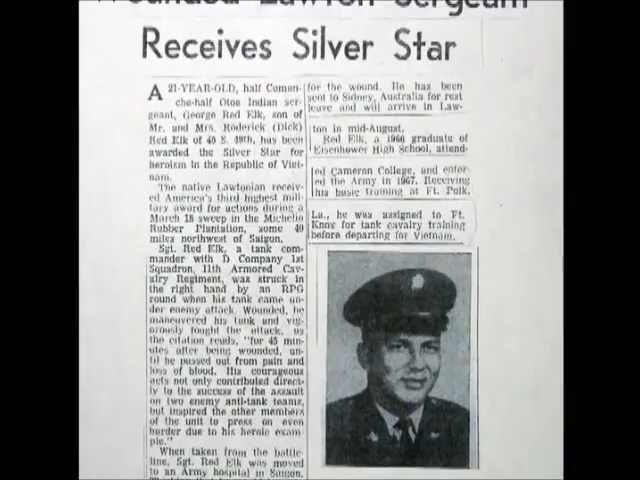 Wounded Lawton Sergeant
Receives Silver Star
A 21-YEAR-OLD, half Coman-
che-half Otoe Indian ser-
geant, George Red Elk, son of
Mr. and Mrs. Roderick (Dick)
Red Elk of 45 S. 49th, has been
awarded the Silver Star for
heroism in the Republic of Viet-
nam.
The native Lawtonian receiv-
ed America's third highest mili-
tary award for actions during a
March 18 sweep in the Michelin
Rubber Plantation, some 40
miles northwest of Saigon.
Sgt. Red Elk, a tank com-
mander with D Company 1st
Squadron, 11th Armored Cav-
alry Regiment, was struck in
the right hand by an RPG
round when his tank came un-
der enemy attack. Wounded, he
maneuvered his tank and vig-
orously fought the attack, as
the citation reads, "for 45 min-
utes after being wounded, un-
til he passed out from pain and
loss of blood. His courageous
acts not only contributed direct-
ly to the success of the assault
on two enemy anti-tank teams,
but inspired the other members
of the unit to press on even
harder due to his heroic exam-
ple."
When taken from the battle-
line, Sgt. Red Elk was moved
to an Army hospital in Saigon.
for the wound. He has been
sent to Sidney, Australia for rest
leave and will arrive in Law-
ton in mid-August.
Red Elk, a 1966 graduate of
Eisenhower High School, attend-
ed Cameron College, and enter-
ed the Army in 1967. Receiving
his basic training at Ft. Polk,
La., he was assigned to Ft.
Knox for tank cavalry training
before departing for Vietnam.